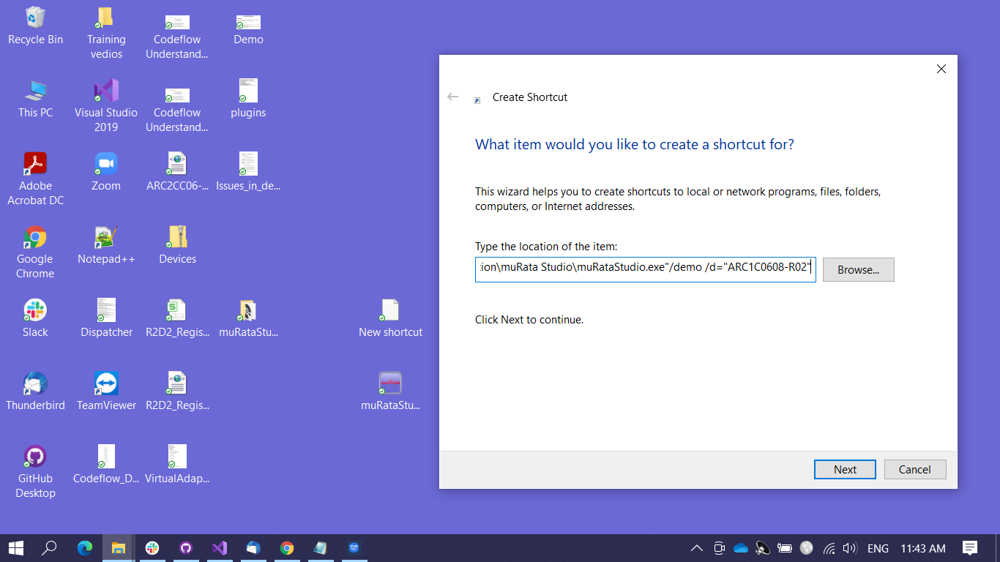 Recycle Bin
Training
vedios
Codeflow
Understand...
Demo
This PC
Visual Studio
2019
Codeflow
Understand...
plugins
Adobe
Acrobat DC
Zoom
ARC2CC06-...
Issues_in_de...
Google
Chrome
Notepad++
Devices
Slack
Dispatcher
R2D2_Regis...
muRataStu...
New shortcut
Thunderbird
TeamViewer
R2D2_Regis...
muRataStu...
GitHub
Desktop
Codeflow_D...
VirtualAdap...
Create Shortcut
What item would you like to create a shortcut for?
This wizard helps you to create shortcuts to local or network programs, files, folders,
computers, or Internet addresses.
Type the location of the item:
tion\muRata Studio\muRataStudio.exe"/demo /d="ARC1C0608-R02"
Browse...
Click Next to continue.
Next
Cancel
ENG
11:43 AM